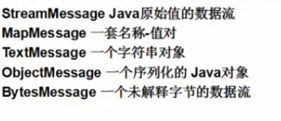 StreamMessage Java原始值的数据流
MapMessage 一套名称-值对
TextMessage 一个字符串对象
ObjectMessage 一个序列化的 Java对象
BytesMessage 一个未解释字节的数据流